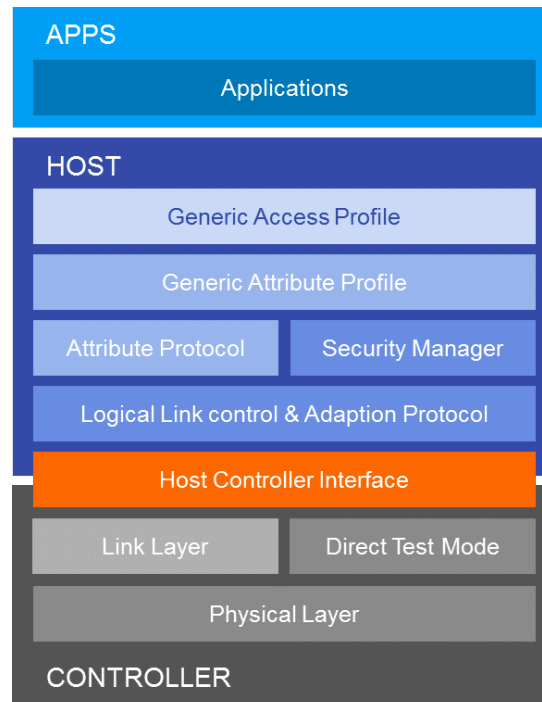 APPS
Applications
HOST
Generic Access Profile
Generic Attribute Profile
Attribute Protocol
Security Manager
Logical Link control & Adaption Protocol
Host Controller Interface
Link Layer
Direct Test Mode
Physical Layer
CONTROLLER